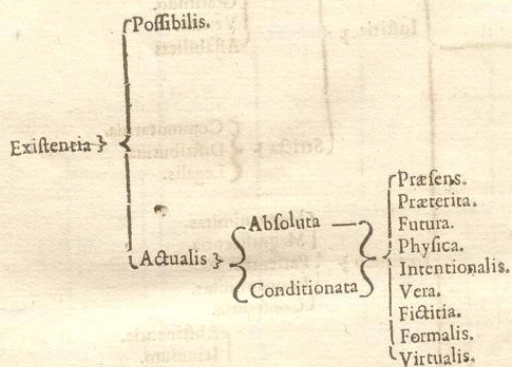 Poſſibilis.
Exiſtentia
Actualis
Abſoluta
Conditionata
Præſens.
Præterita.
Futura.
Phyſica.
Intentionalis.
Vera.
Fictitia.
Formalis.
Virtualis.